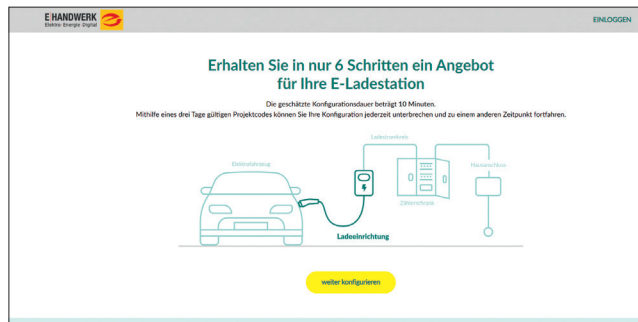 E HANDWERK
Elektro Energie Digital
EINLOGGEN
Erhalten Sie in nur 6 Schritten ein Angebot
für Ihre E-Ladestation
Die geschätzte Konfigurationsdauer beträgt 10 Minuten.
Mithilfe eines drei Tage gültigen Projektcodes können Sie Ihre Konfiguration jederzeit unterbrechen und zu einem anderen Zeitpunkt fortfahren.
Ladestromkreis
Elektrofahrzeug
Hausanschluss
Zählerschrank
Ladeeinrichtung
weiter konfigurieren